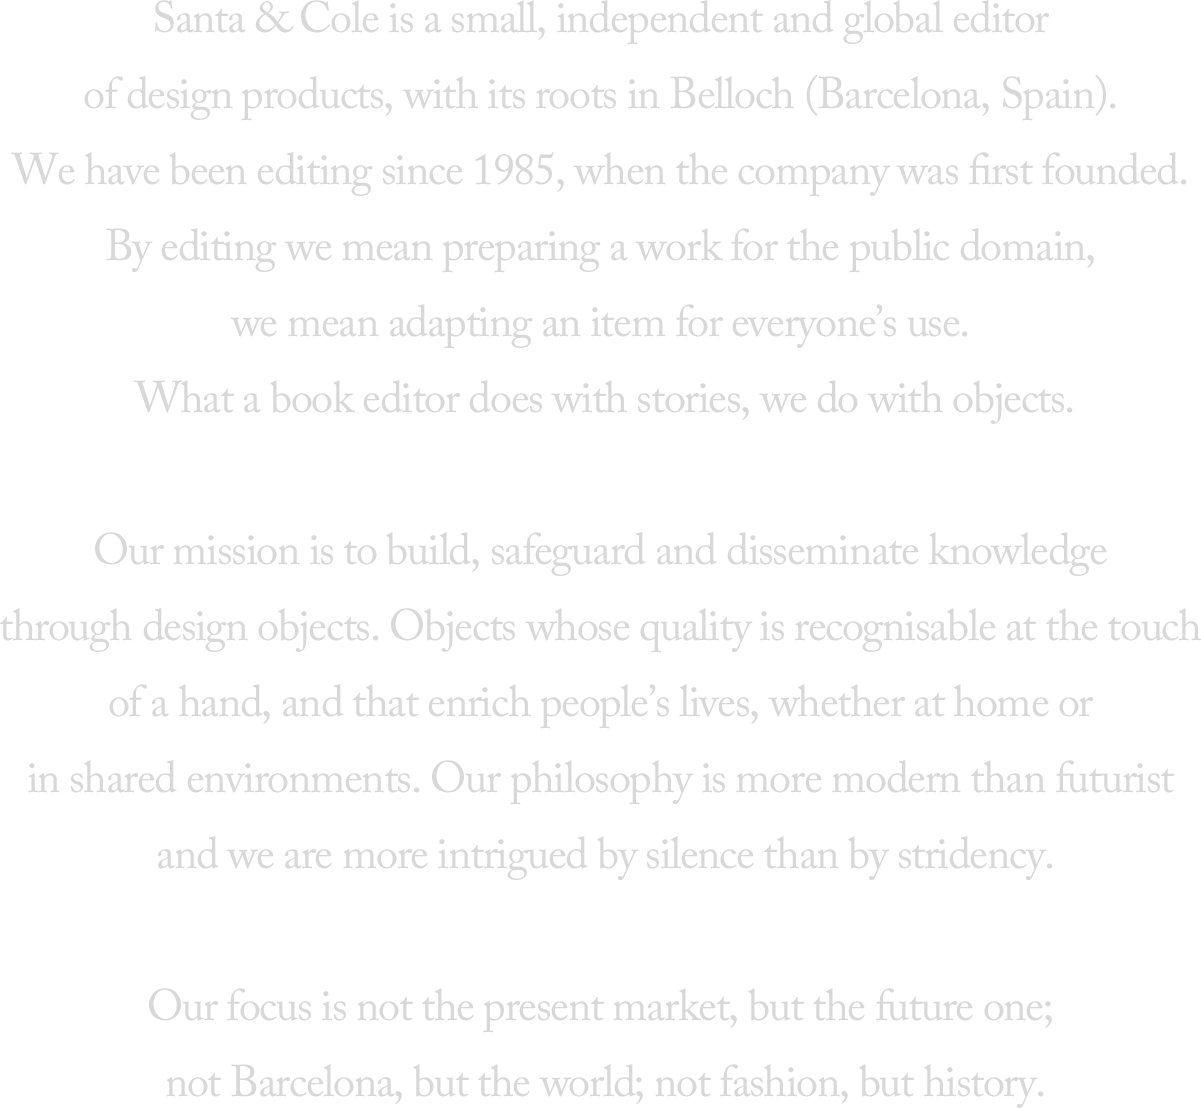 Santa & Cole is a small, independent and global editor
of design products, with its roots in Belloch (Barcelona, Spain).
We have been editing since 1985, when the company was first founded.
By editing we mean preparing a work for the public domain,
we mean adapting an item for everyone’s use.
What a book editor does with stories, we do with objects.
Our mission is to build, safeguard and disseminate knowledge
through design objects. Objects whose quality is recognisable at the touch
of a hand, and that enrich people’s lives, whether at home or
in shared environments. Our philosophy is more modern than futurist
and we are more intrigued by silence than by stridency.
Our focus is not the present market, but the future one;
not Barcelona, but the world; not fashion, but history.